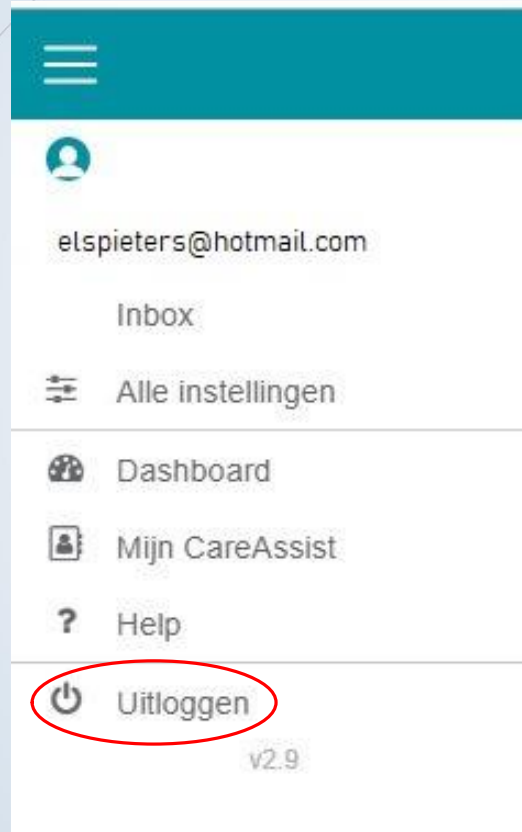 elspieters@hotmail.com
Inbox
Alle instellingen
Dashboard
Mijn CareAssist
? Help
Uitloggen
v2.9